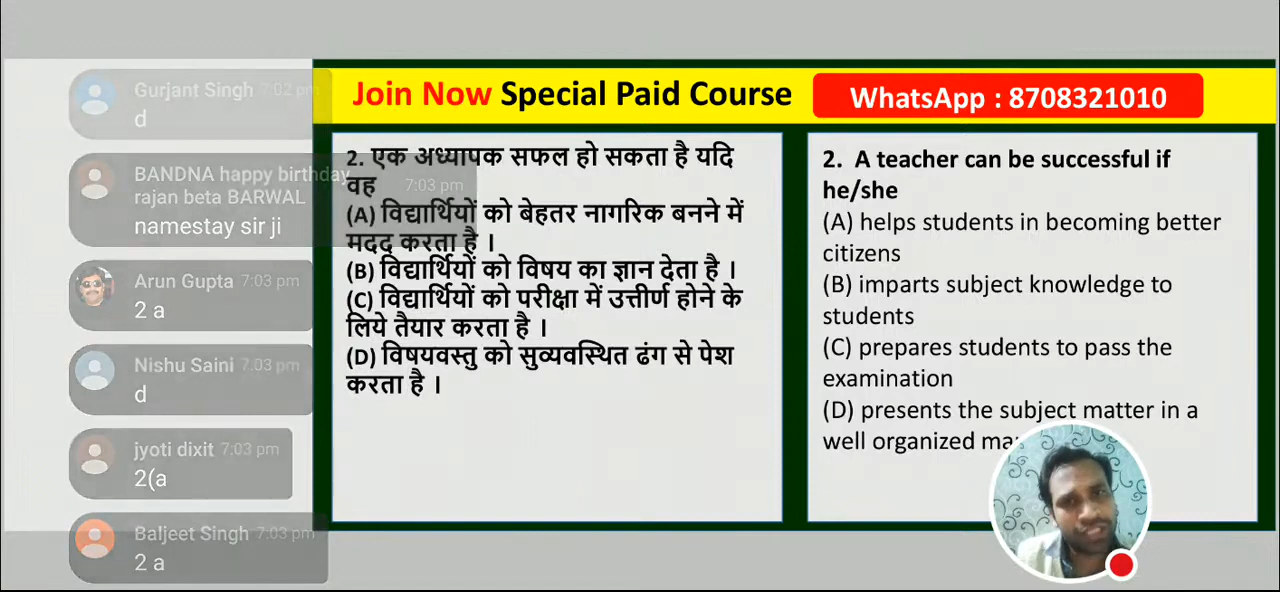 Join Now Special Paid Course
WhatsApp : 8708321010
Gurjant Singh 7:02 pm
d
BANDNA happy birthday
rajan beta BARWAL 7:03 pm
namestay sir ji
Arun Gupta 7:03 pm
2 a
Nishu Saini 7:03 pm
d
jyoti dixit 7:03 pm
2(a
Baljeet Singh 7:03 pm
2 a
2. एक अध्यापक सफल हो सकता है यदि
वह
(A) विद्यार्थियों को बेहतर नागरिक बनने में
मदद करता है ।
(B) विद्यार्थियों को विषय का ज्ञान देता है ।
(C) विद्यार्थियों को परीक्षा में उत्तीर्ण होने के
लिये तैयार करता है ।
(D) विषयवस्तु को सुव्यवस्थित ढंग से पेश
करता है ।
2. A teacher can be successful if
he/she
(A) helps students in becoming better
citizens
(B) imparts subject knowledge to
students
(C) prepares students to pass the
examination
(D) presents the subject matter in a
well organized